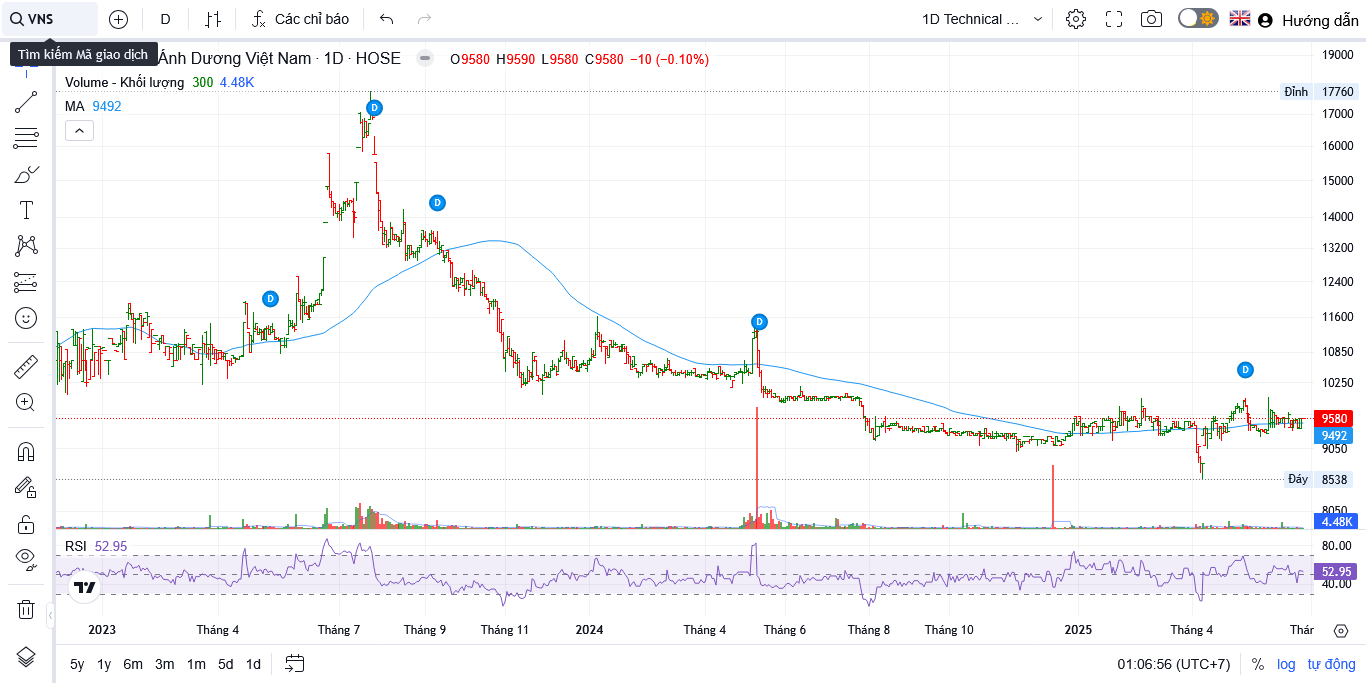 VNS
D
Các chỉ báo
1D Technical ...
Hướng dẫn
Tìm kiếm Mã giao dịch
Ánh Dương Việt Nam · 1D · HOSE
O9580 H9590 L9580 C9580 −10 (−0.10%)
Volume - Khối lượng 300 4.48K
MA 9492
D
D
D
D
D
19000
Đỉnh 17760
17000
16000
15000
14000
13200
12400
11600
10850
10250
9580
9492
9050
Đáy 8538
8050
4.48K
RSI 52.95
80.00
52.95
40.00
2023 Tháng 4 Tháng 7 Tháng 9 Tháng 11 2024 Tháng 4 Tháng 6 Tháng 8 Tháng 10 2025 Tháng 4 Thár
5y 1y 6m 3m 1m 5d 1d
01:06:56 (UTC+7) % log tự động